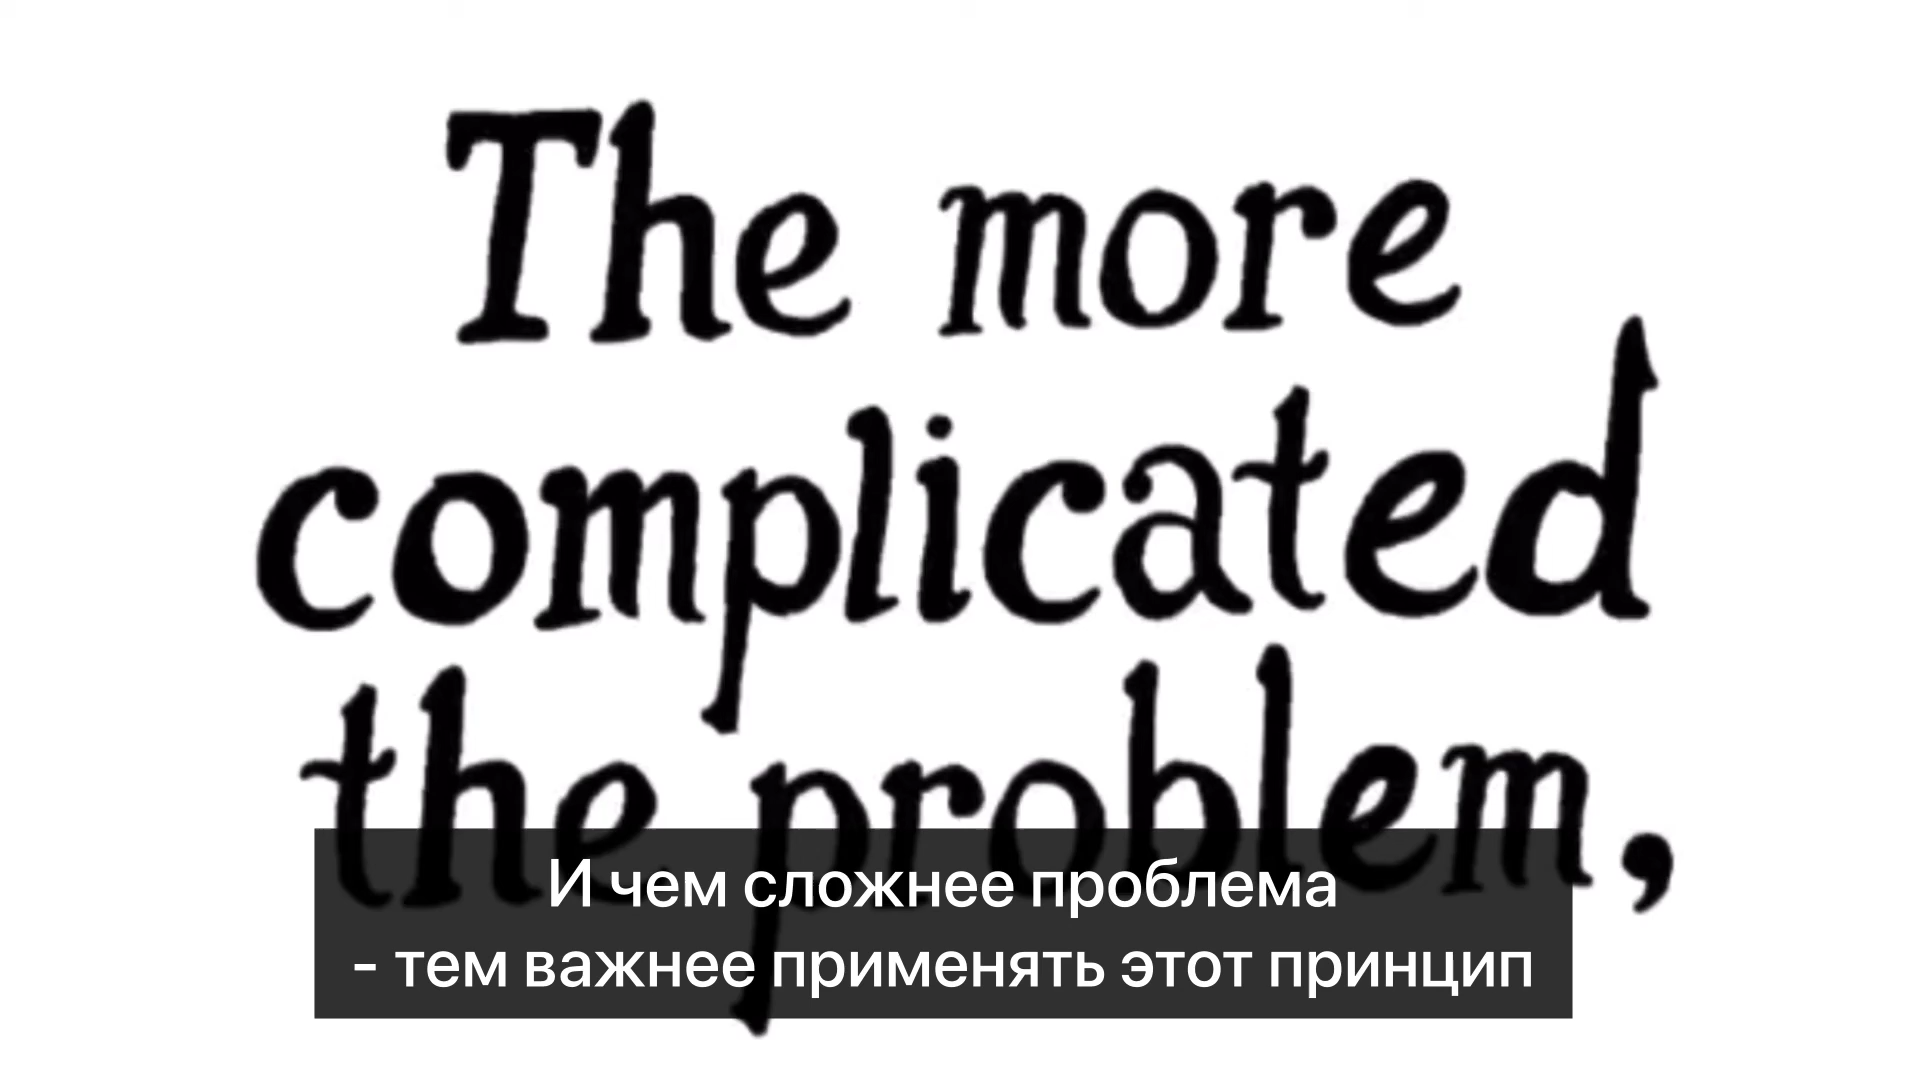 The more
complicated
the problem,
И чем сложнее проблема
- тем важнее применять этот принцип